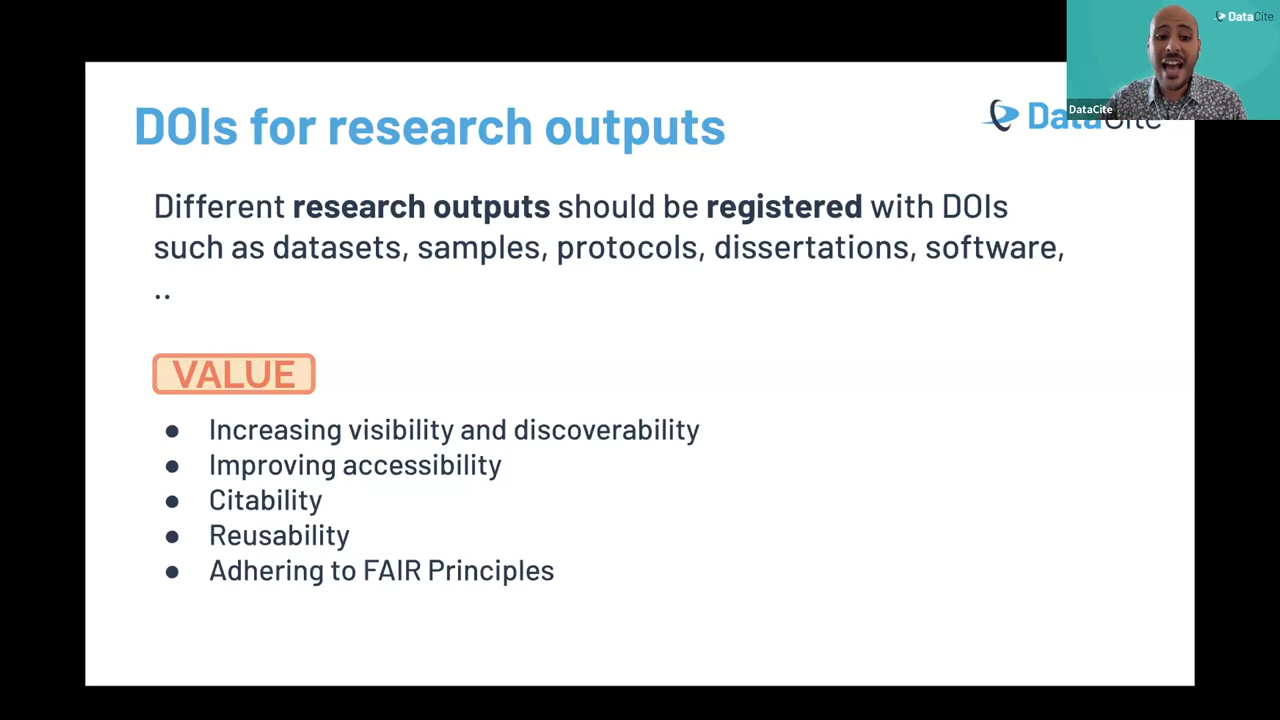 DataCite
DataCite
DOIs for research outputs
DataCite
Different research outputs should be registered with DOIs
such as datasets, samples, protocols, dissertations, software,
..
VALUE
● Increasing visibility and discoverability
● Improving accessibility
● Citability
● Reusability
● Adhering to FAIR Principles